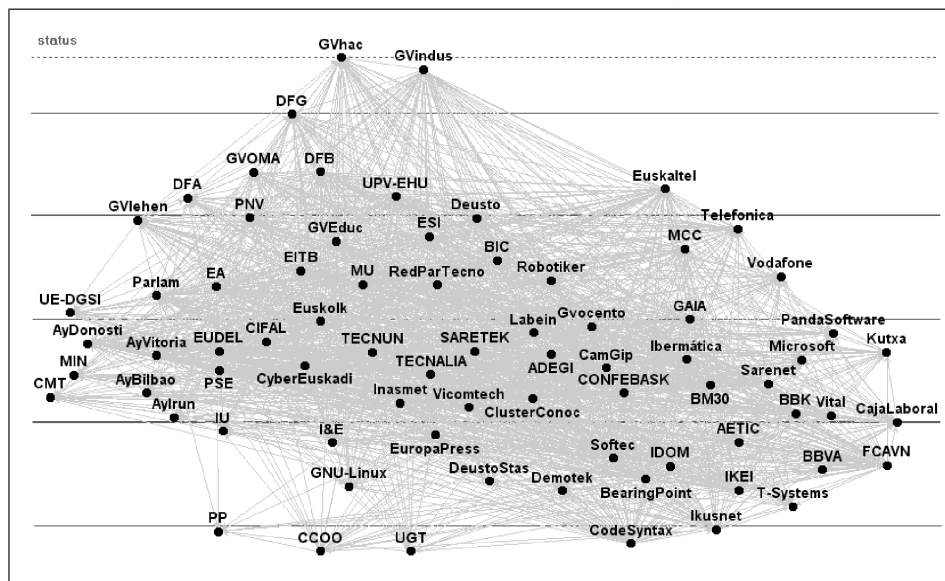 status
GVhac
GVindus
DFG
GVOMA
DFB
DFA
UPV-EHU
Euskaltel
GVlehen
PNV
Deusto
Telefonica
GVEduc
ESI
MCC
BIC
EITB
Vodafone
EA
MU
RedParTecno
Robotiker
Parlam
UE-DGSI
Euskolk
GAIA
Labein
Gvocento
PandaSoftware
AyDonosti
AyVitoria
EUDEL
CIFAL
TECNUN
SARETEK
Kutxa
MIN
TECNALIA
ADEGI
CamGip
Ibermática
Microsoft
CMT
AyBilbao
PSE
CyberEuskadi
CONFEBASK
Sarenet
AyIrun
Inasmet
Vicomtech
ClusterConoc
BM30
BBK
Vital
CajaLaboral
IU
I&E
EuropaPress
Softec
AETIC
FCAVN
GNU-Linux
DeustoStas
Demotek
IDOM
BBVA
BearingPoint
IKEI
T-Systems
PP
CCOO
UGT
CodeSyntax
Ikusnet